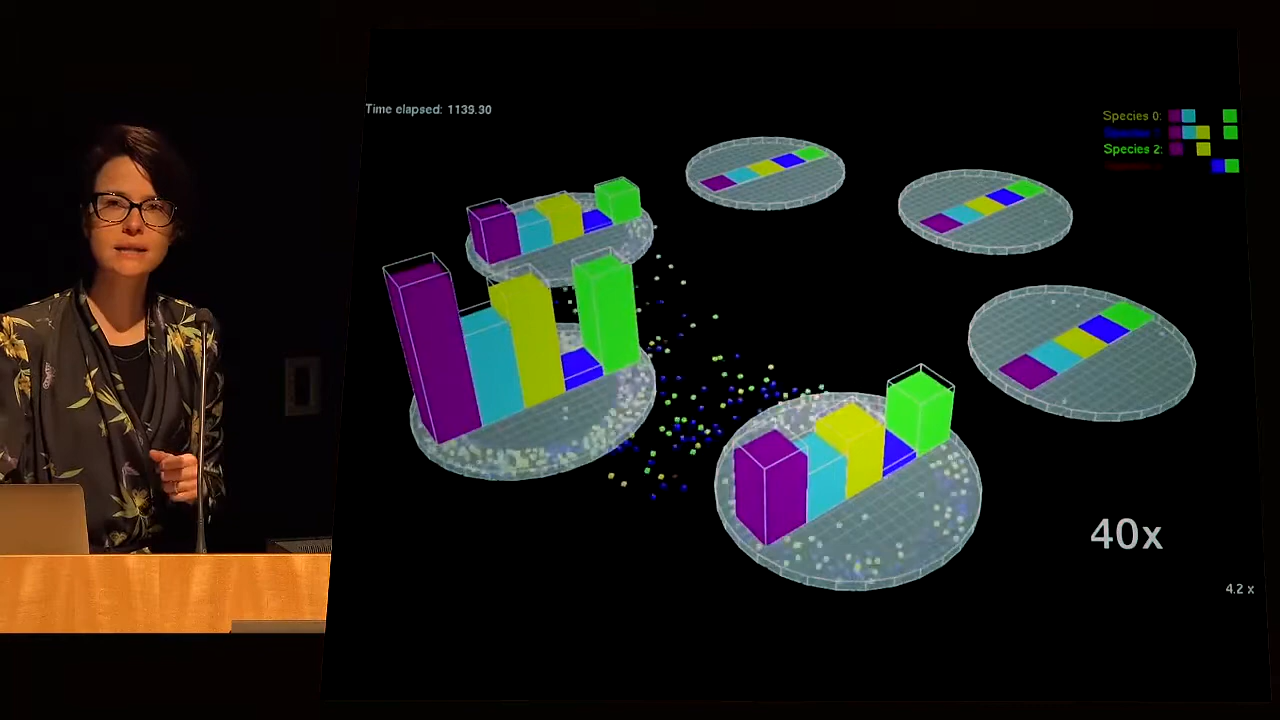 Time elapsed: 1139.30
Species 0:
Species 2:
40x
4.2 x